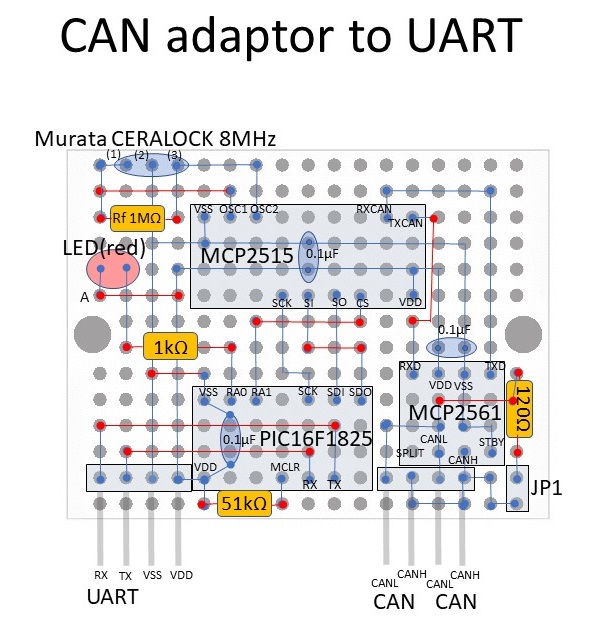 CAN adaptor to UART
Murata CERALOCK 8MHz
(1) (2) (3)
Rf 1MΩ
VSS OSC1 OSC2
RXCAN
TXCAN
LED(red)
MCP2515
0.1μF
A
SCK SI SO CS
VDD
0.1μF
1kΩ
RXD
TXD
VDD VSS
VSS RA0 RA1
SCK SDI SDO
MCP2561
120Ω
0.1μF
PIC16F1825
CANL
STBY
SPLIT
CANH
VDD
MCLR
RX TX
JP1
51kΩ
RX TX VSS VDD
CANL CANH CANL CANH
UART
CAN CAN